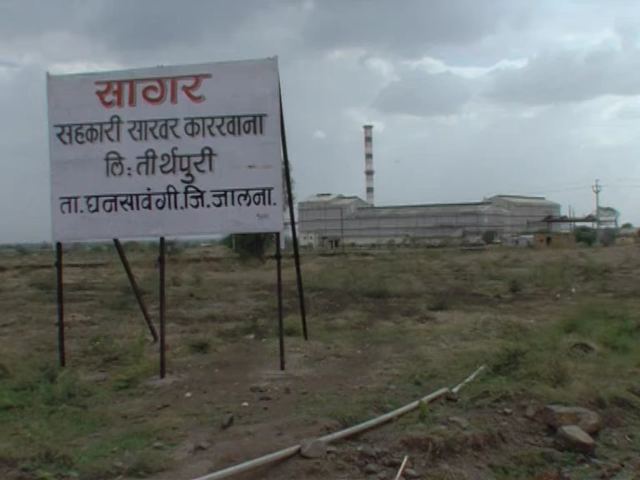 सागर
सहकारी साखर कारखाना
लि: तीर्थपुरी
ता. घनसावंगी. जि. जालना.